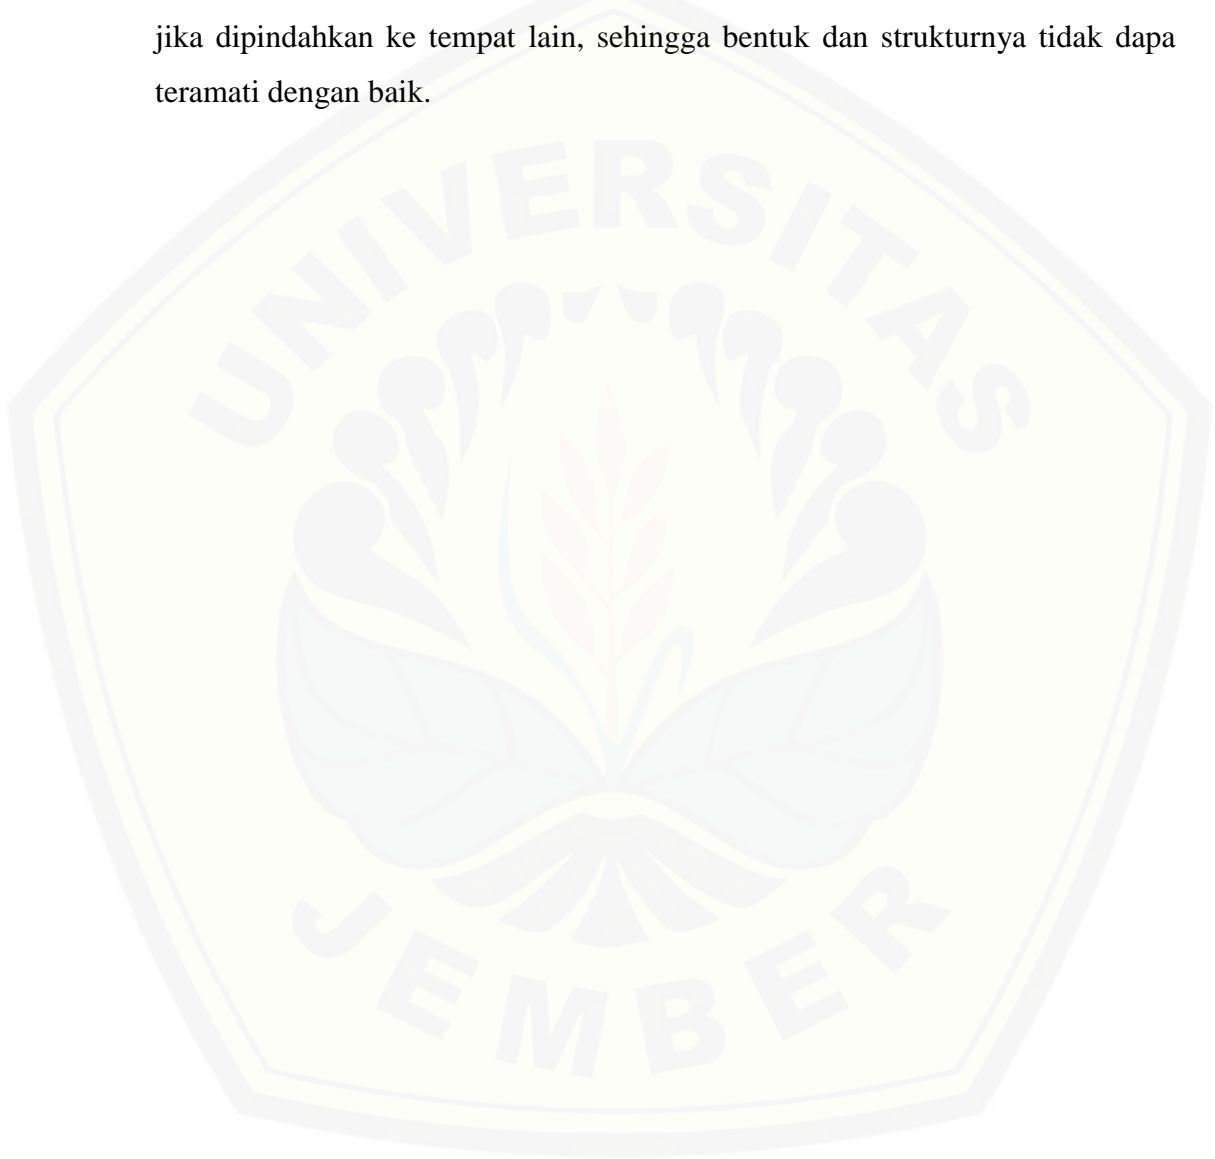 jika dipindahkan ke tempat lain, sehingga bentuk dan strukturnya tidak dapa
teramati dengan baik.
UNIVERSITAS
JEMBER